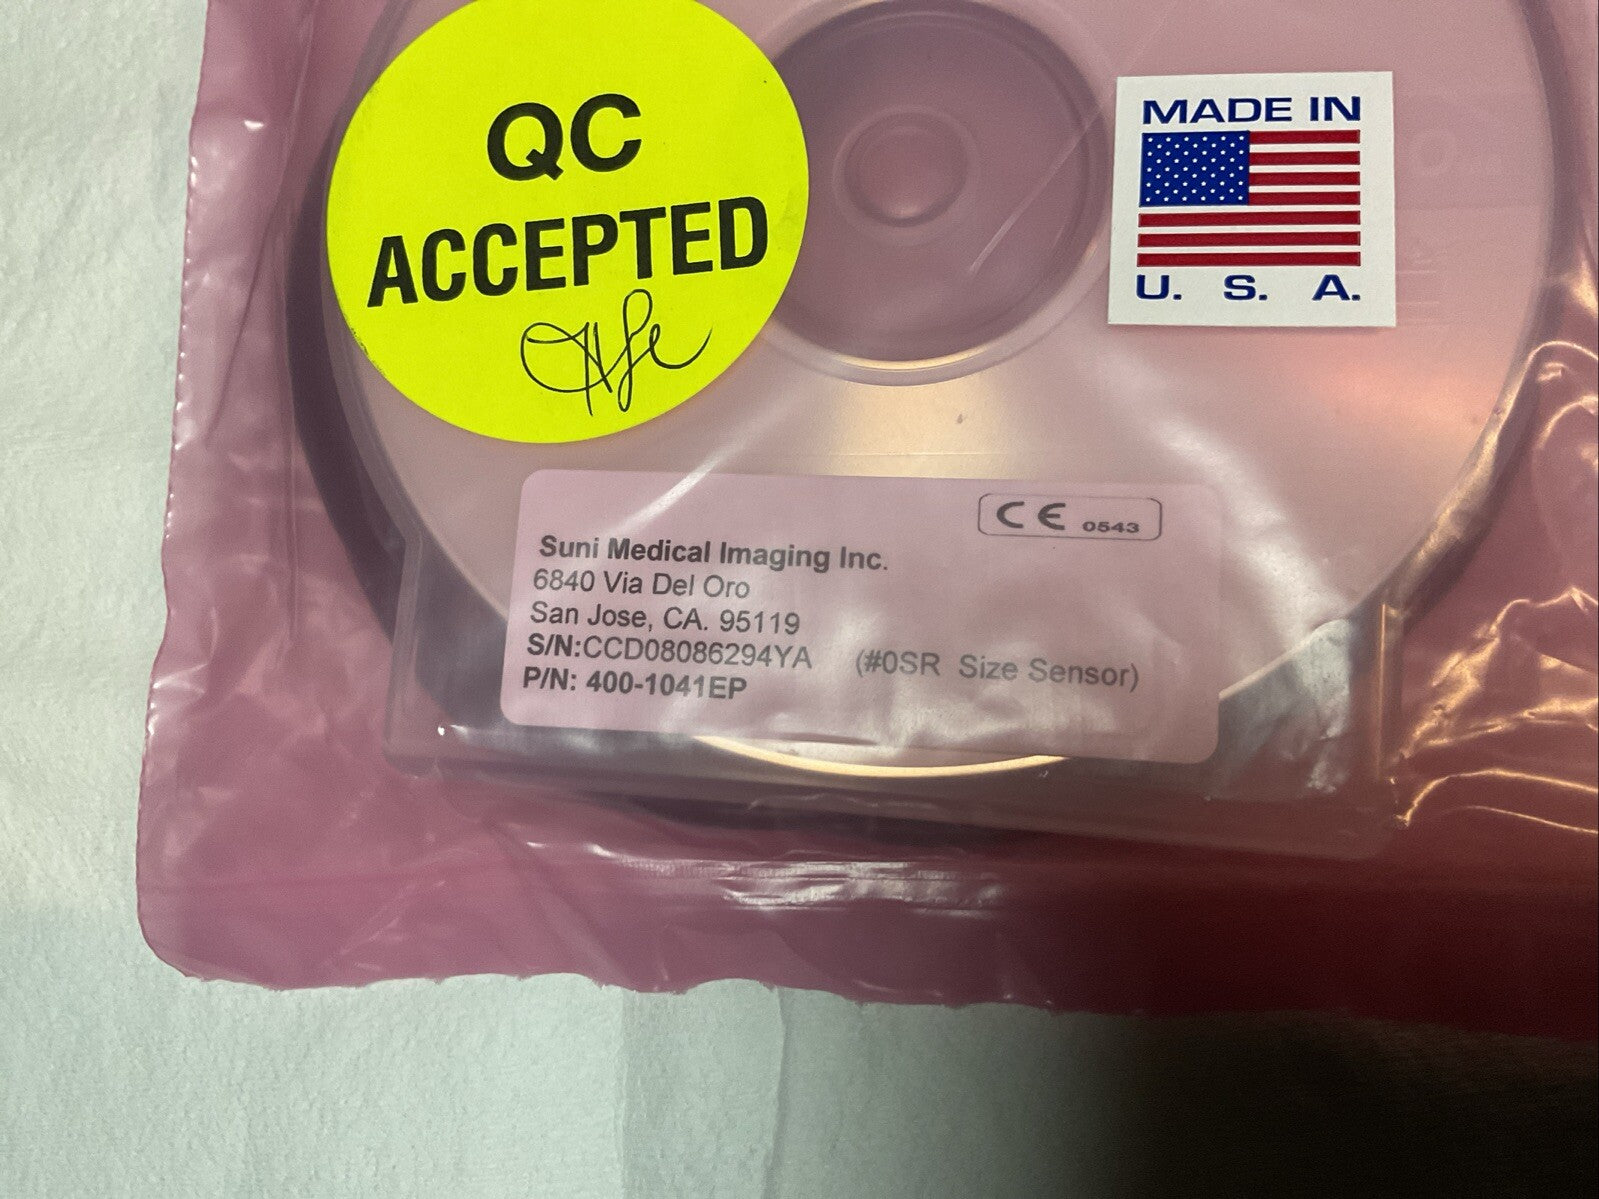 QC
ACCEPTED
MADE IN
U. S. A.
CE 0543
Suni Medical Imaging Inc.
6840 Via Del Oro
San Jose, CA. 95119
S/N:CCD08086294YA (#0SR Size Sensor)
P/N: 400-1041EP